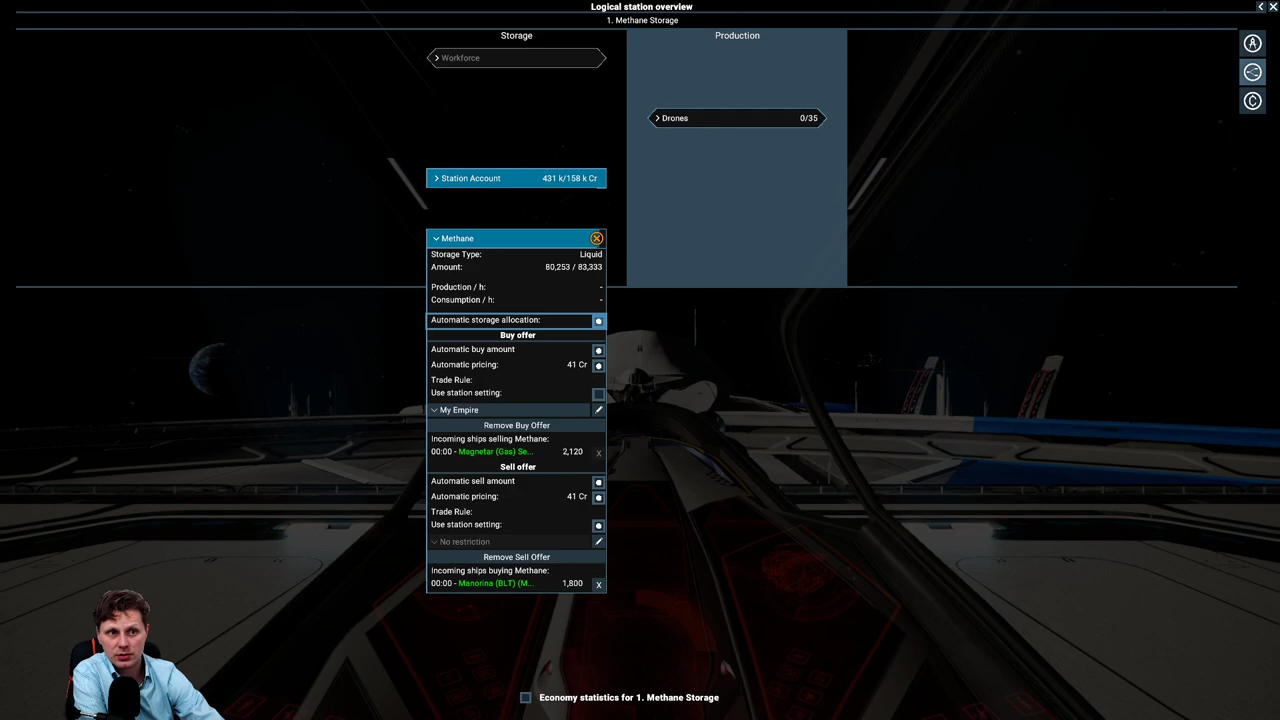 Logical station overview
1. Methane Storage
Storage
Production
Workforce
Drones 0/35
Station Account 431 k/158 k Cr
Methane
Storage Type: Liquid
Amount: 80,253 / 83,333
Production / h: -
Consumption / h: -
Automatic storage allocation:
Buy offer
Automatic buy amount
Automatic pricing: 41 Cr
Trade Rule:
Use station setting:
My Empire
Remove Buy Offer
Incoming ships selling Methane:
00:00 - Magnetar (Gas) Se... 2,120 x
Sell offer
Automatic sell amount
Automatic pricing: 41 Cr
Trade Rule:
Use station setting:
No restriction
Remove Sell Offer
Incoming ships buying Methane:
00:00 - Manorina (BLT) (M... 1,800 X
Economy statistics for 1. Methane Storage